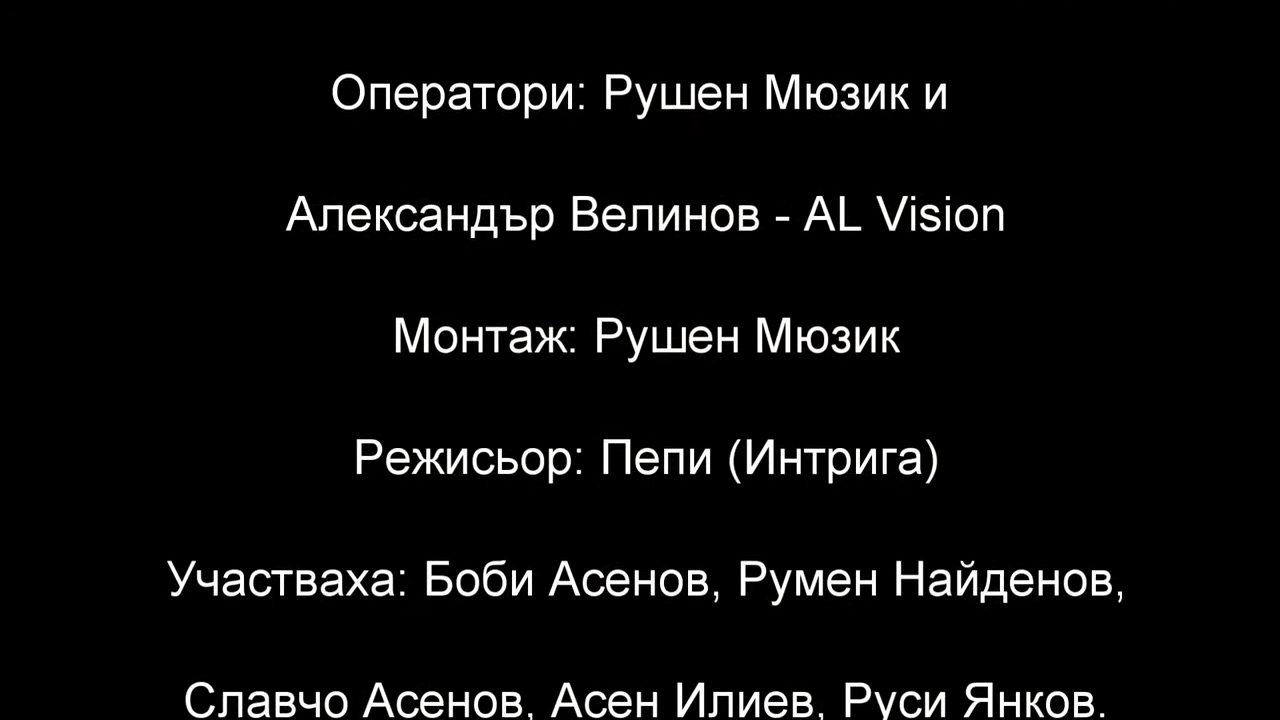 Оператори: Рушен Мюзик и
Александър Велинов - AL Vision
Монтаж: Рушен Мюзик
Режисьор: Пепи (Интрига)
Участваха: Боби Асенов, Румен Найденов,
Славчо Асенов, Асен Илиев, Руси Янков.